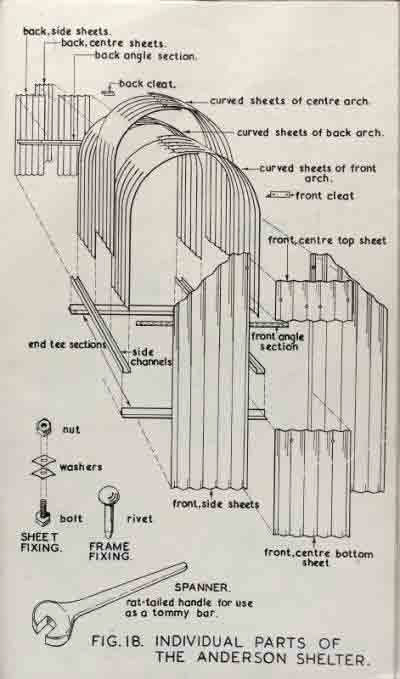 back, side sheets.
back, centre sheets.
back angle section.
back cleat.
curved sheets of centre arch.
curved sheets of back arch.
curved sheets of front
arch.
front cleat
front, centre top sheet
end tee sections
side
channels
front angle
section
nut
washers
bolt
rivet
SHEET
FIXING.
FRAME
FIXING.
front, side sheets
front, centre bottom
sheet
SPANNER.
rat-tailed handle for use
as a tommy bar.
FIG.1B. INDIVIDUAL PARTS OF
THE ANDERSON SHELTER.